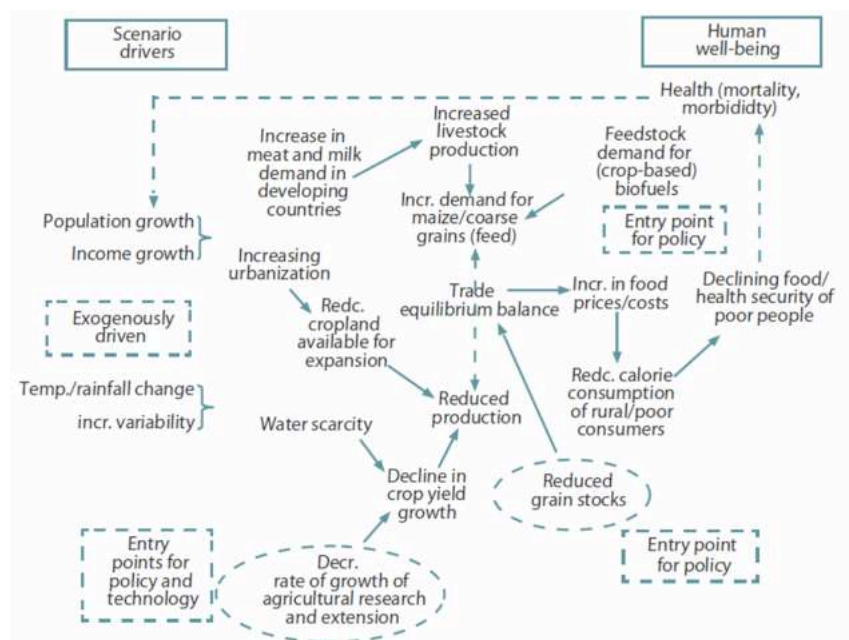 Scenario
drivers
Human
well-being
Health (mortality,
morbididty)
Increased
livestock
production
Increase in
meat and milk
demand in
developing
countries
Feedstock
demand for
(crop-based)
biofuels
Incr. demand for
maize/coarse
grains (feed)
Entry point
for policy
Population growth
Income growth
Increasing
urbanization
Trade
equilibrium balance
Incr. in food
prices/costs
Declining food/
health security of
poor people
Exogenously
driven
Redc.
cropland
available for
expansion
Redc. calorie
consumption
of rural/poor
consumers
Temp./rainfall change
incr. variability
Reduced
production
Water scarcity
Decline in
crop yield
growth
Reduced
grain stocks
Entry
points for
policy and
technology
Decr.
rate of growth of
agricultural research
and extension
Entry point
for policy